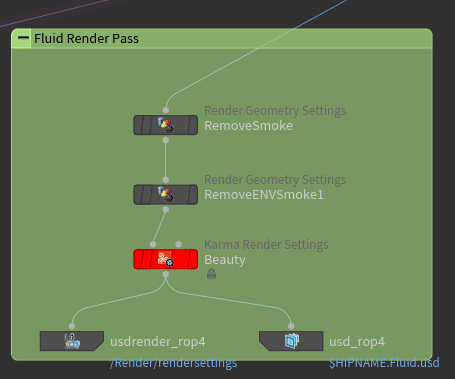 Fluid Render Pass
Render Geometry Settings
RemoveSmoke
Render Geometry Settings
RemoveENVSmoke1
Karma Render Settings
Beauty
usdrender_rop4
/Render/rendersettings
usd_rop4
$HIPNAME.Fluid.usd